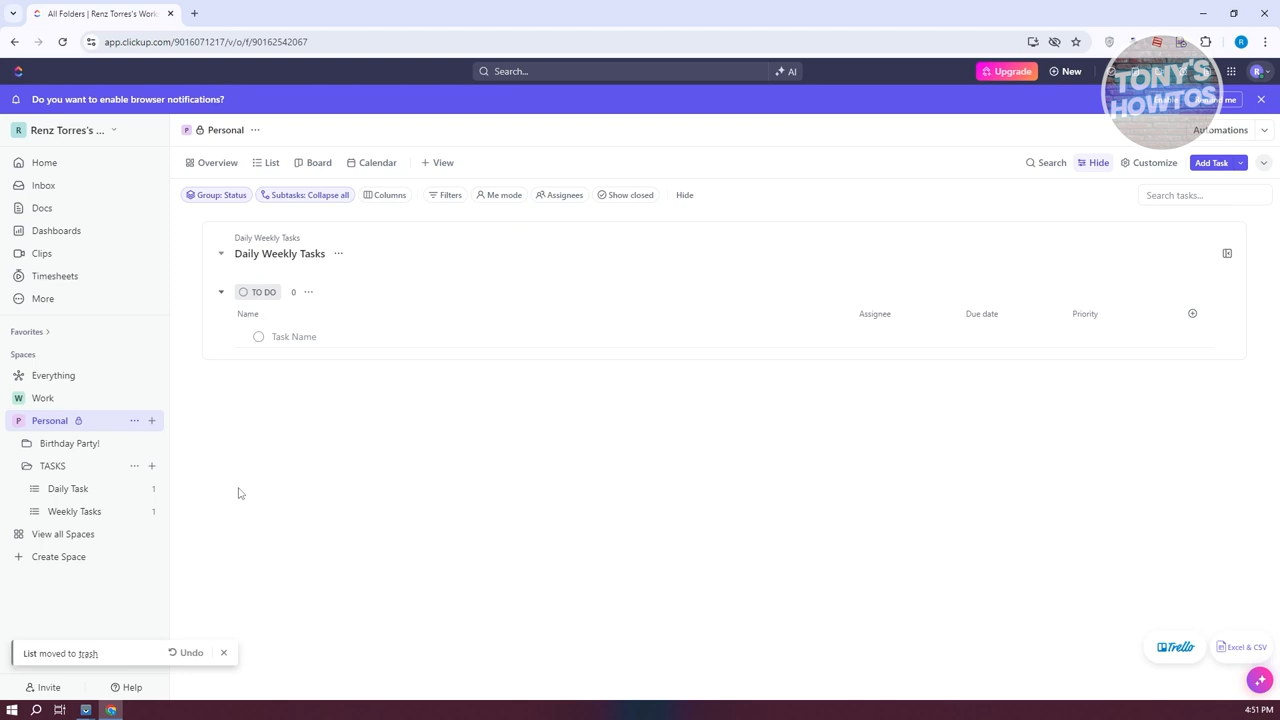 All Folders | Renz Torres's Work
app.clickup.com/9016071217/v/o/f/90162542067
R
Search...
AI
Upgrade
New
R
Do you want to enable browser notifications?
Enable
Remind me
TONY'S
HOWTOS
R Renz Torres's W...
P Personal
Automations
Home
Inbox
Docs
Dashboards
Clips
Timesheets
More
Favorites
Spaces
Everything
W Work
P Personal
Birthday Party!
TASKS
Daily Task 1
Weekly Tasks 1
View all Spaces
Create Space
Overview
List
Board
Calendar
View
Search
Hide
Customize
Add Task
Group: Status
Subtasks: Collapse all
Columns
Filters
Me mode
Assignees
Show closed
Hide
Search tasks...
Daily Weekly Tasks
Daily Weekly Tasks
TO DO 0
Name Assignee Due date Priority
Task Name
List moved to trash
Undo
Trello
Excel & CSV
Invite
Help
4:51 PM